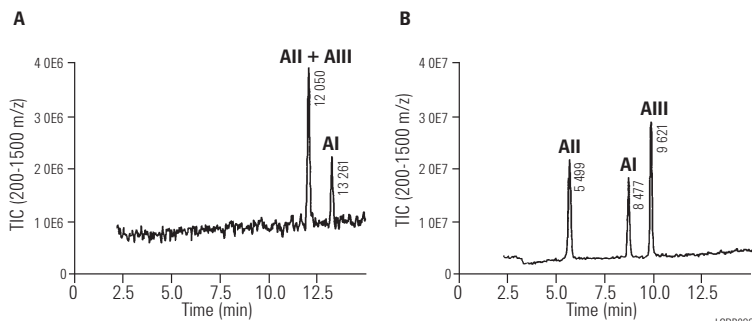 A
B
AII + AIII
12 050
AI
13 261
4 0E6
3 0E6
2 0E6
1 0E6
0
TIC (200-1500 m/z)
0 2.5 5.0 7.5 10.0 12.5
Time (min)
AII
5 499
AI
8 477
AIII
9 621
4 0E7
3 0E7
2 0E7
1 0E7
0
TIC (200-1500 m/z)
0 2.5 5.0 7.5 10.0 12.5
Time (min)